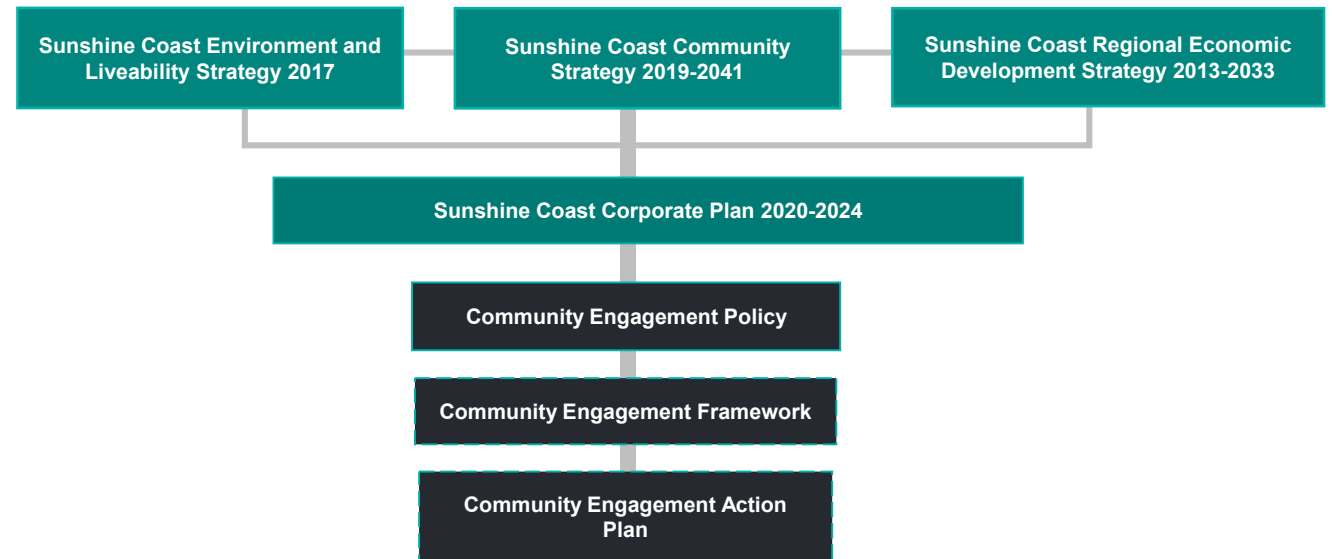 Sunshine Coast Environment and
Liveability Strategy 2017
Sunshine Coast Community
Strategy 2019-2041
Sunshine Coast Regional Economic
Development Strategy 2013-2033
Sunshine Coast Corporate Plan 2020-2024
Community Engagement Policy
Community Engagement Framework
Community Engagement Action
Plan